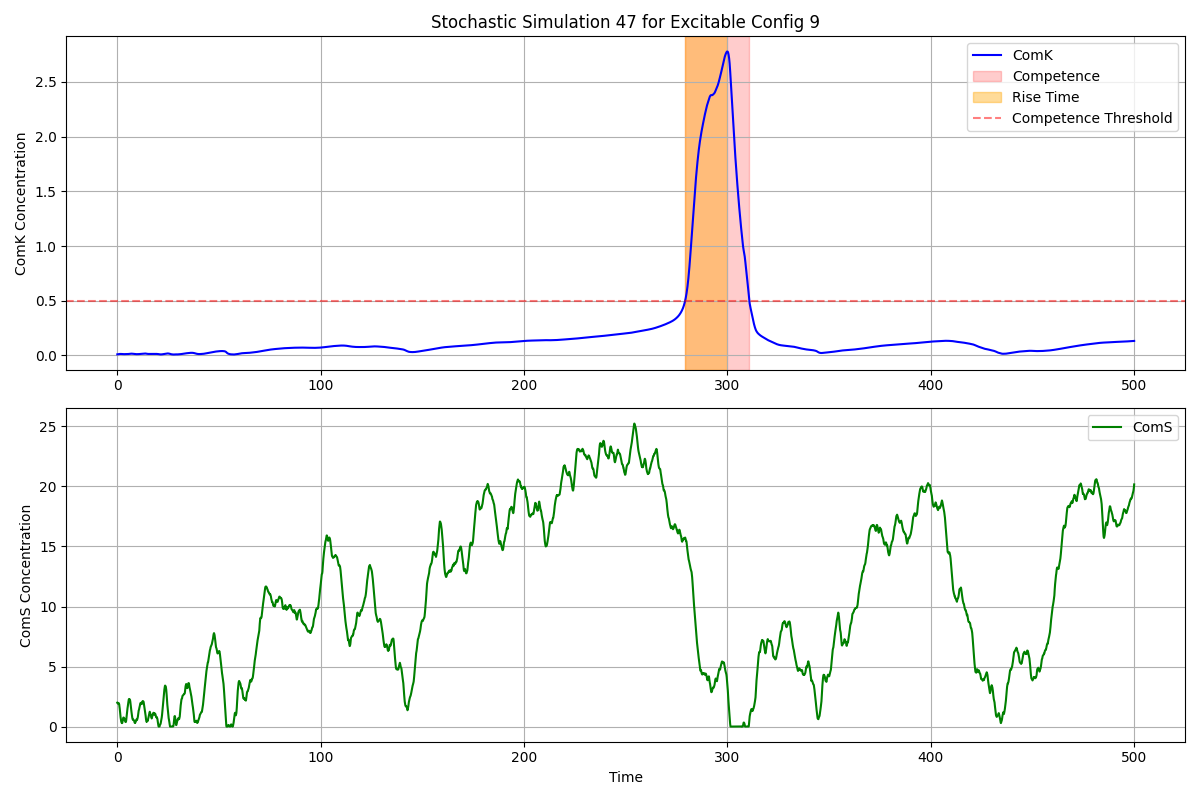 Stochastic Simulation 47 for Excitable Config 9
ComK Concentration
2.5
2.0
1.5
1.0
0.5
0.0
ComK
Competence
Rise Time
Competence Threshold
0 100 200 300 400 500
ComS Concentration
25
20
15
10
5
0
ComS
0 100 200 300 400 500
Time